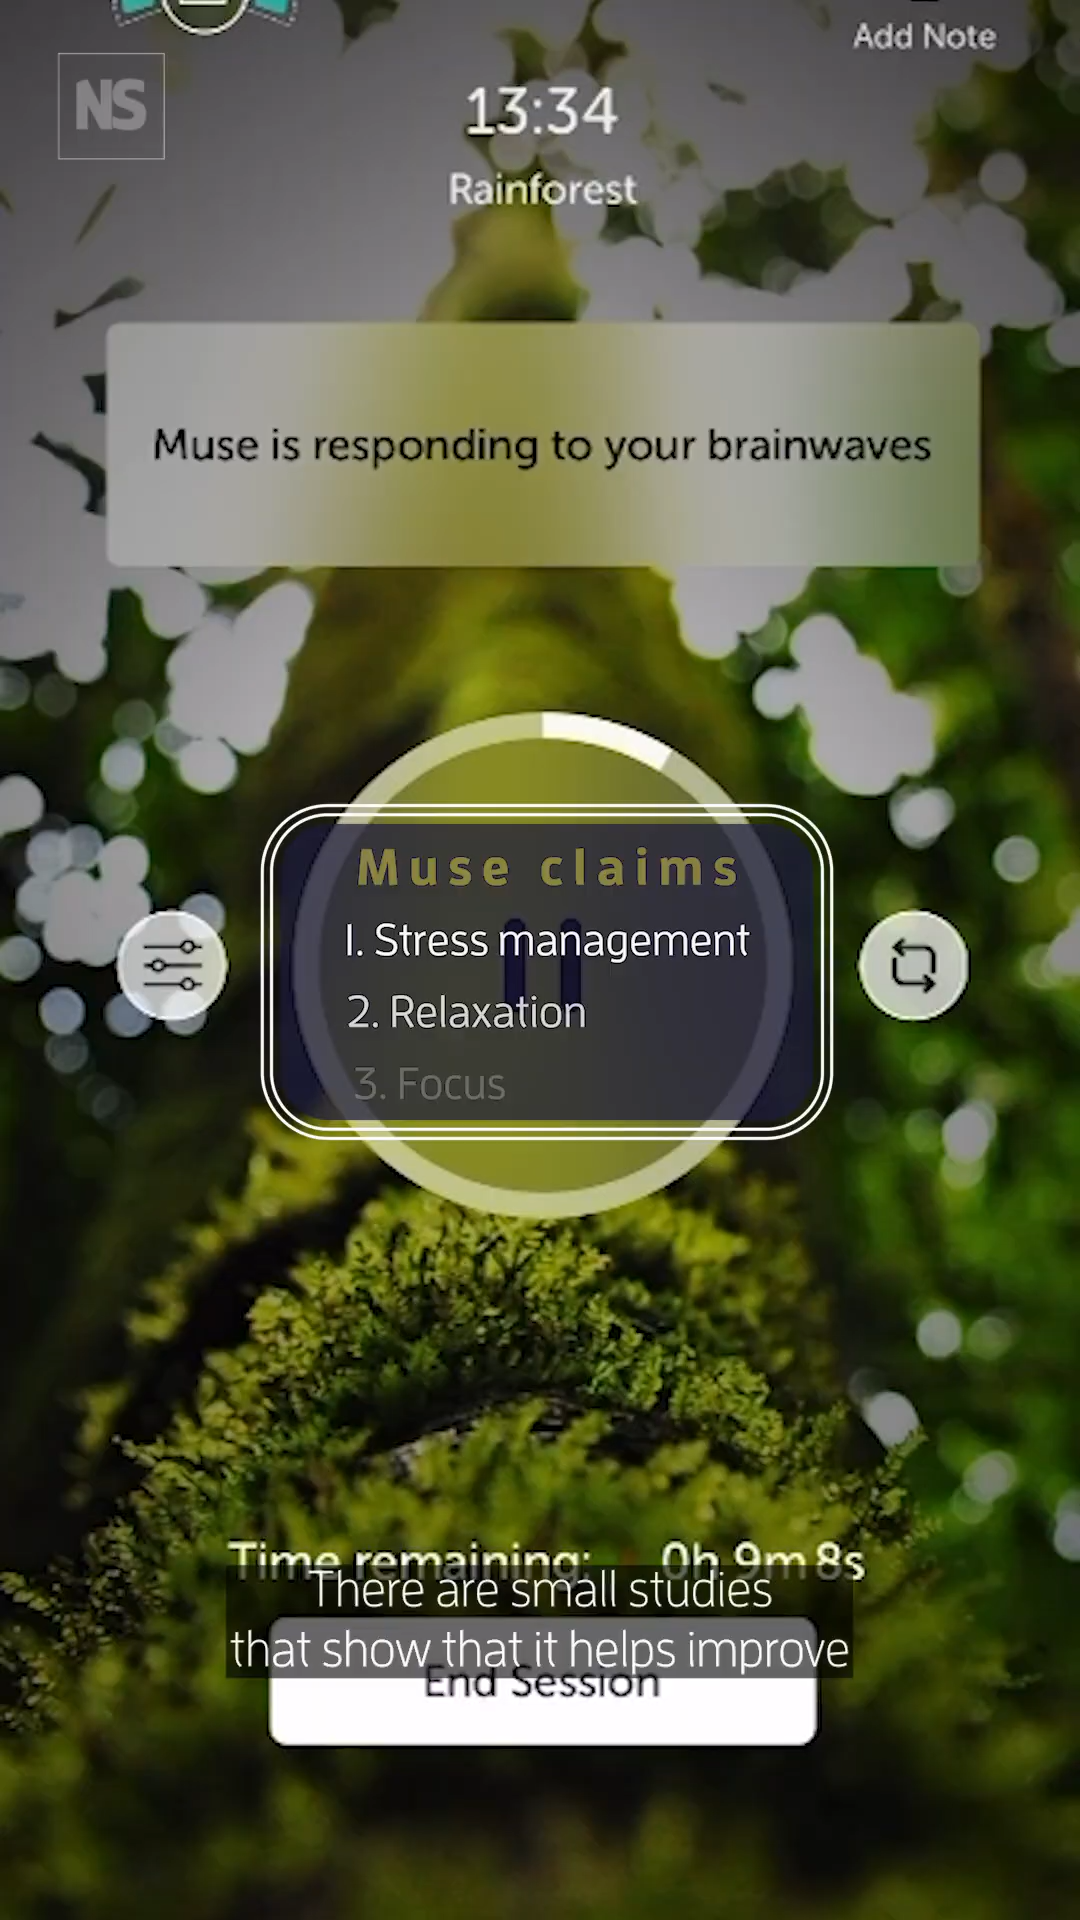 Add Note
NS
13:34
Rainforest
Muse is responding to your brainwaves
Muse claims
1. Stress management
2. Relaxation
3. Focus
Time remaining: 0h 9m 8s
There are small studies
that show that it helps improve
End Session